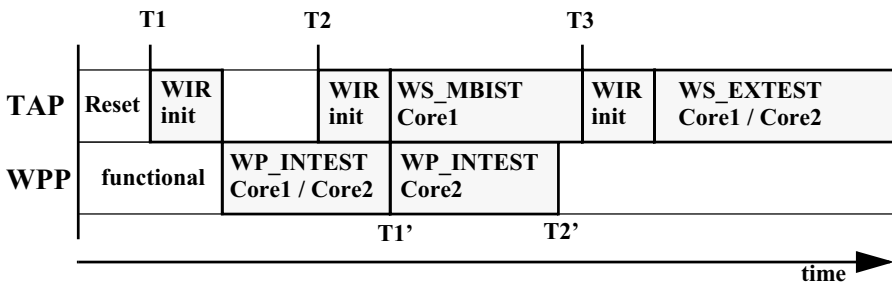 T1 T2 T3
TAP Reset WIR init WIR init WS_MBIST Core1 WIR init WS_EXTEST Core1 / Core2
WPP functional WP_INTEST Core1 / Core2 WP_INTEST Core2
T1’ T2’
time